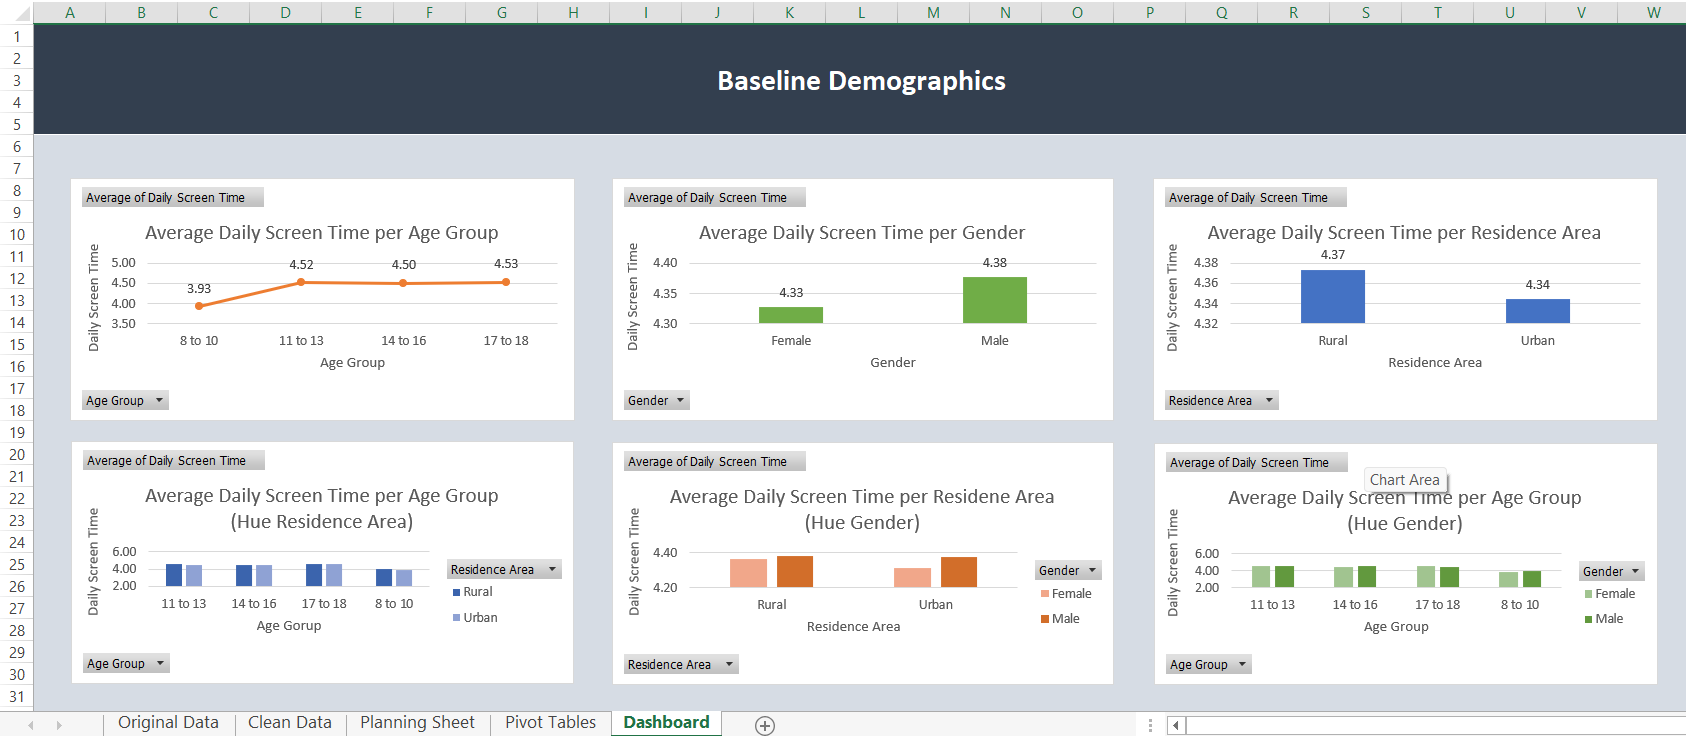 A B C D E F G H I J K L M N O P Q R S T U V W
1
2
3
4
5
6
7
8
9
10
11
12
13
14
15
16
17
18
19
20
21
22
23
24
25
26
27
28
29
30
31
Baseline Demographics
Average of Daily Screen Time
Average Daily Screen Time per Age Group
Daily Screen Time
5.00
4.50
4.00
3.50
3.93
4.52
4.50
4.53
8 to 10 11 to 13 14 to 16 17 to 18
Age Group
Age Group
Average of Daily Screen Time
Average Daily Screen Time per Gender
Daily Screen Time
4.40
4.35
4.30
4.33
4.38
Female Male
Gender
Gender
Average of Daily Screen Time
Average Daily Screen Time per Residence Area
Daily Screen Time
4.38
4.36
4.34
4.32
4.37
4.34
Rural Urban
Residence Area
Residence Area
Average of Daily Screen Time
Average Daily Screen Time per Age Group
(Hue Residence Area)
Daily Screen Time
6.00
4.00
2.00
11 to 13 14 to 16 17 to 18 8 to 10
Age Gorup
Residence Area
Rural
Urban
Age Group
Average of Daily Screen Time
Average Daily Screen Time per Residene Area
(Hue Gender)
Daily Screen Time
4.40
4.20
Rural Urban
Residence Area
Gender
Female
Male
Residence Area
Average of Daily Screen Time
Chart Area
Average Daily Screen Time per Age Group
(Hue Gender)
Daily Screen Time
6.00
4.00
2.00
11 to 13 14 to 16 17 to 18 8 to 10
Age Group
Gender
Female
Male
Age Group
Original Data Clean Data Planning Sheet Pivot Tables Dashboard